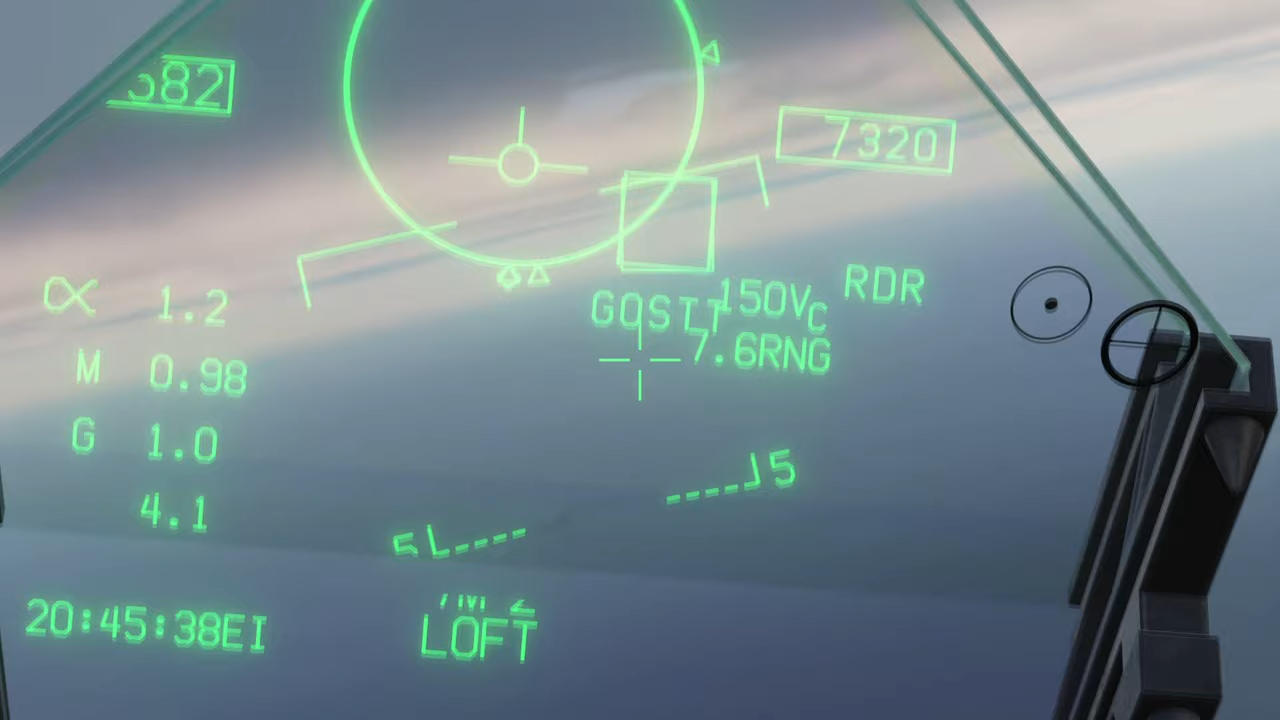 582
7320
α 1.2
M 0.98
G 1.0
4.1
GOSTT
150Vc
RDR
7.6RNG
5
5
20:45:38EI
LOFT